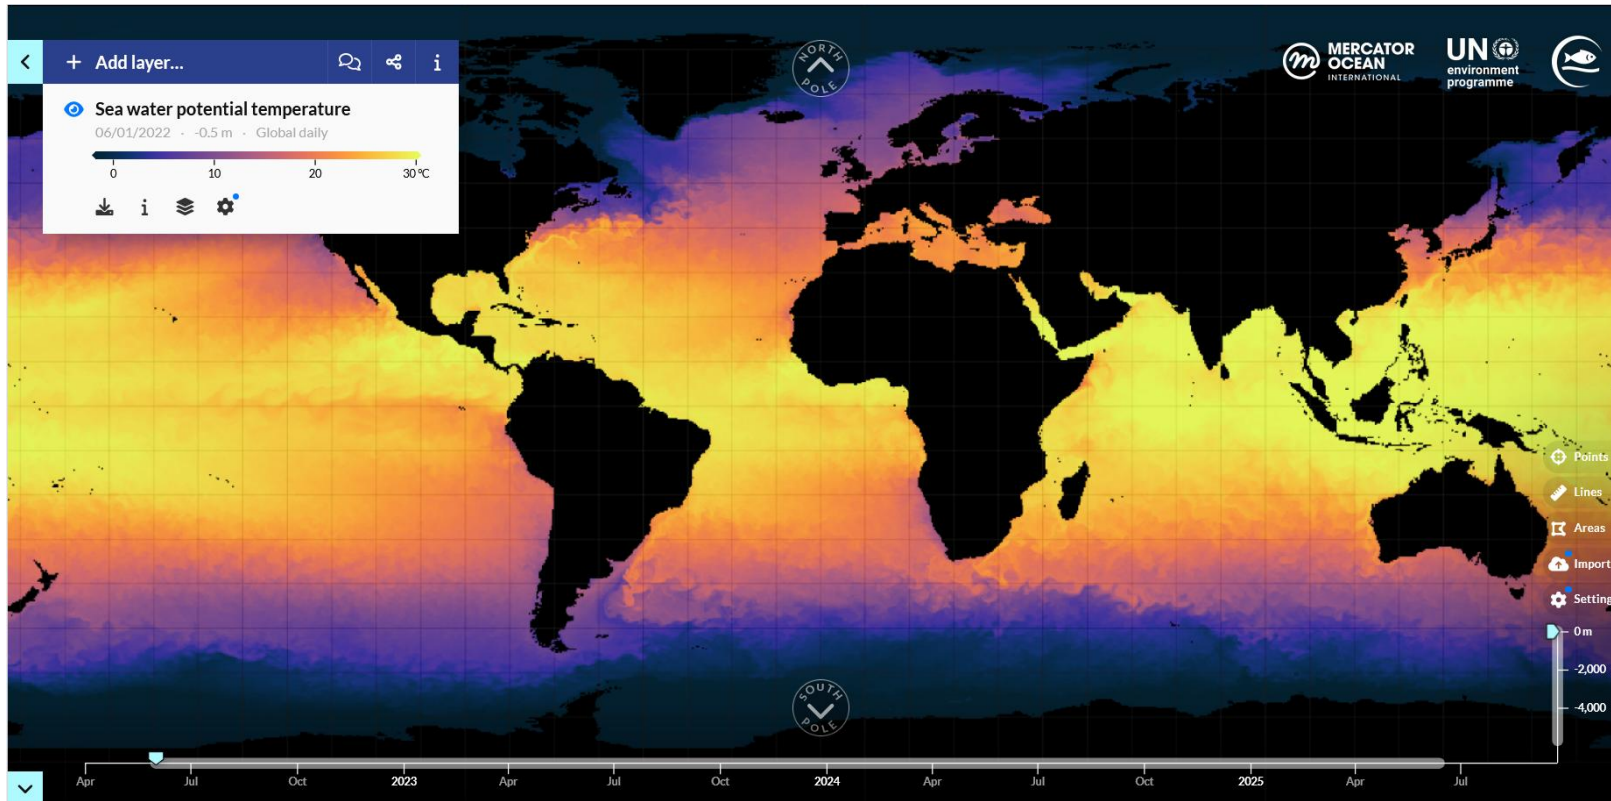 Add layer...
Sea water potential temperature
06/01/2022 · -0.5 m · Global daily
0 10 20 30 °C
NORTH
POLE
MERCATOR
OCEAN
INTERNATIONAL
UN
environment
programme
Points
Lines
Areas
Import
Setting
0 m
-2,000
-4,000
SOUTH
POLE
Apr Jul Oct 2023 Apr Jul Oct 2024 Apr Jul Oct 2025 Apr Jul